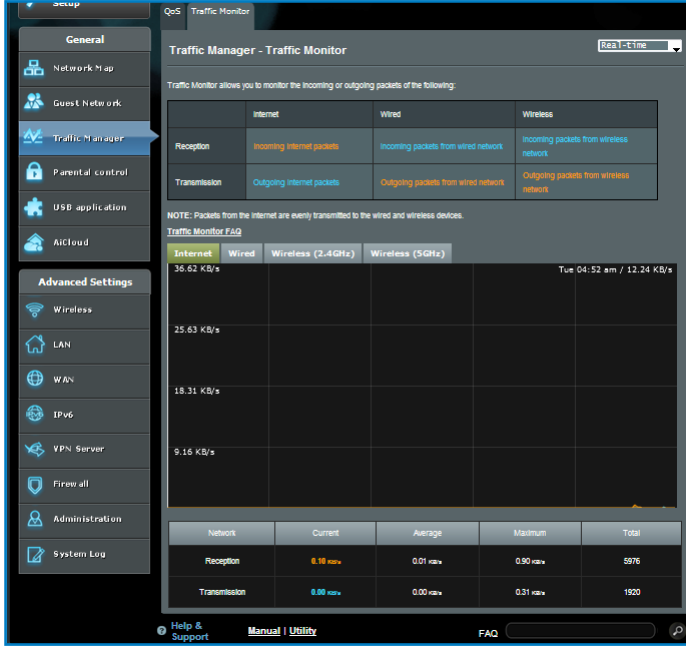 Setup
QoS Traffic Monitor
General
Network Map
Guest Network
Traffic Manager
Parental control
USB application
AiCloud
Advanced Settings
Wireless
LAN
WAN
IPv6
VPN Server
Firewall
Administration
System Log
Traffic Manager - Traffic Monitor
Real-time
Traffic Monitor allows you to monitor the incoming or outgoing packets of the following:
Internet Wired Wireless
Reception Incoming Internet packets Incoming packets from wired network Incoming packets from wireless
network
Transmission Outgoing Internet packets Outgoing packets from wired network Outgoing packets from wireless
network
NOTE: Packets from the Internet are evenly transmitted to the wired and wireless devices.
Traffic Monitor FAQ
Internet Wired Wireless (2.4GHz) Wireless (5GHz)
36.62 KB/s Tue 04:52 am / 12.24 KB/s
25.63 KB/s
18.31 KB/s
9.16 KB/s
Network Current Average Maximum Total
Reception 0.10 KB/s 0.01 KB/s 0.90 KB/s 5976
Transmission 0.00 KB/s 0.00 KB/s 0.31 KB/s 1920
Help &
Support
Manual | Utility FAQ